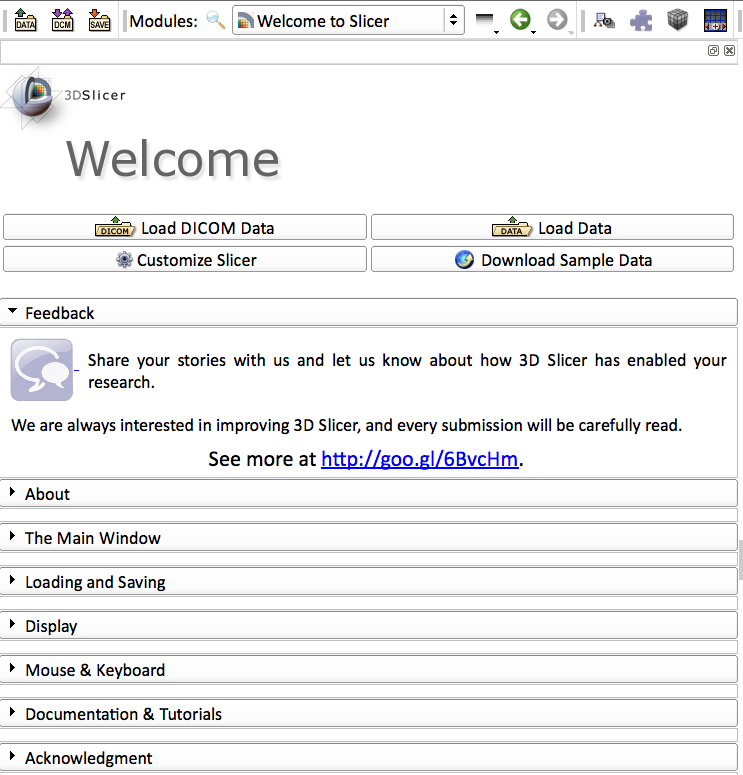 DATA DCM SAVE Modules: Welcome to Slicer
3DSlicer
Welcome
DICOM Load DICOM Data DATA Load Data
Customize Slicer Download Sample Data
Feedback
Share your stories with us and let us know about how 3D Slicer has enabled your
research.
We are always interested in improving 3D Slicer, and every submission will be carefully read.
See more at http://goo.gl/6BvcHm.
About
The Main Window
Loading and Saving
Display
Mouse & Keyboard
Documentation & Tutorials
Acknowledgment